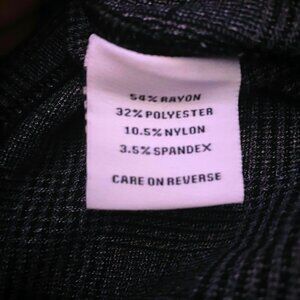 54% RAYON
32% POLYESTER
10.5% NYLON
3.5% SPANDEX
CARE ON REVERSE